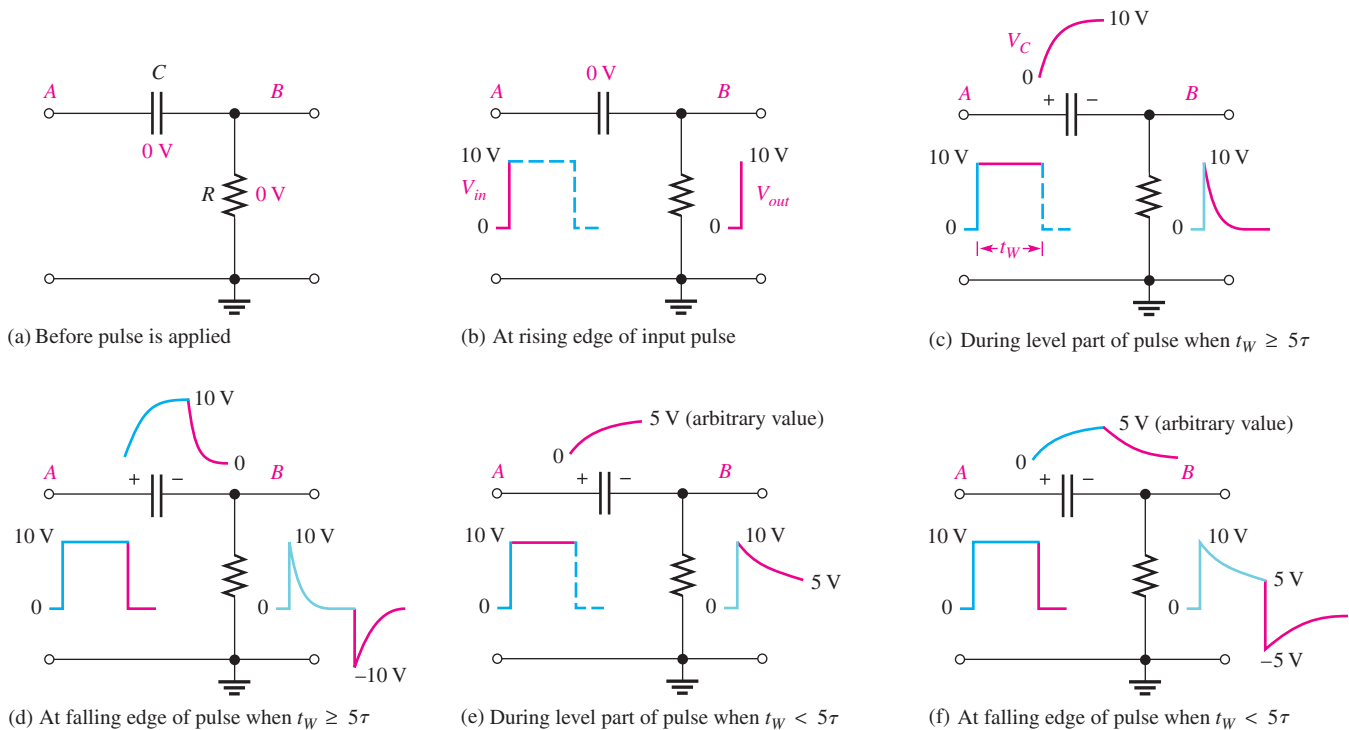 C
A
B
0 V
R
0 V
(a) Before pulse is applied
0 V
A
B
10 V
V_in
0
10 V
V_out
0
(b) At rising edge of input pulse
10 V
V_C
0
A
+
−
B
10 V
0
t_W
10 V
0
(c) During level part of pulse when t_W ≥ 5τ
10 V
0
A
+
−
B
10 V
0
10 V
0
−10 V
(d) At falling edge of pulse when t_W ≥ 5τ
5 V (arbitrary value)
0
A
+
−
B
10 V
0
10 V
5 V
0
(e) During level part of pulse when t_W < 5τ
5 V (arbitrary value)
0
A
+
−
B
10 V
0
10 V
5 V
0
−5 V
(f) At falling edge of pulse when t_W < 5τ